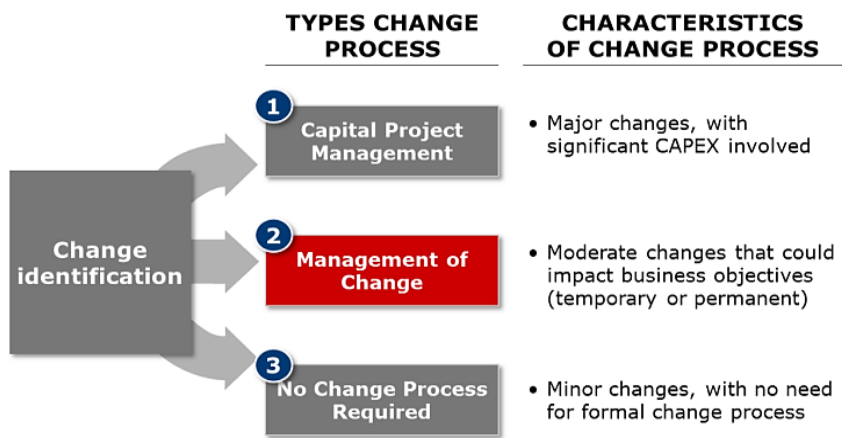 TYPES CHANGE
PROCESS
CHARACTERISTICS
OF CHANGE PROCESS
Change
identification
1
Capital Project
Management
• Major changes, with
significant CAPEX involved
2
Management of
Change
• Moderate changes that could
impact business objectives
(temporary or permanent)
3
No Change Process
Required
• Minor changes, with no need
for formal change process